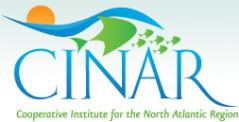 CINAR
Cooperative Institute for the North Atlantic Region